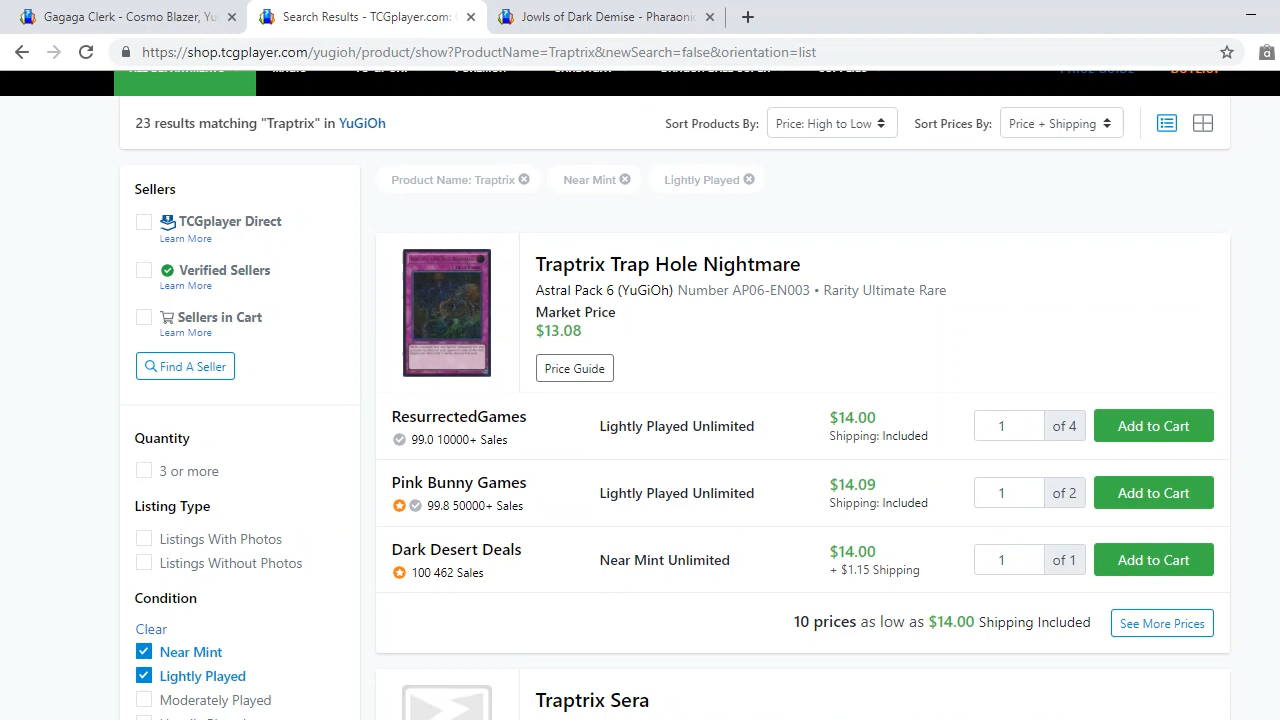 Gagaga Clerk - Cosmo Blazer, Yu
Search Results - TCGplayer.com:
Jowls of Dark Demise - Pharaoni
https://shop.tcgplayer.com/yugioh/product/show?ProductName=Traptrix&newSearch=false&orientation=list
23 results matching "Traptrix" in YuGiOh
Sort Products By: Price: High to Low
Sort Prices By: Price + Shipping
Product Name: Traptrix
Near Mint
Lightly Played
Sellers
TCGplayer Direct
Learn More
Verified Sellers
Learn More
Sellers in Cart
Learn More
Find A Seller
Quantity
3 or more
Listing Type
Listings With Photos
Listings Without Photos
Condition
Clear
Near Mint
Lightly Played
Moderately Played
Traptrix Trap Hole Nightmare
Astral Pack 6 (YuGiOh) Number AP06-EN003 • Rarity Ultimate Rare
Market Price
$13.08
Price Guide
ResurrectedGames
99.0 10000+ Sales
Lightly Played Unlimited
$14.00
Shipping: Included
1 of 4
Add to Cart
Pink Bunny Games
99.8 50000+ Sales
Lightly Played Unlimited
$14.09
Shipping: Included
1 of 2
Add to Cart
Dark Desert Deals
100 462 Sales
Near Mint Unlimited
$14.00
+ $1.15 Shipping
1 of 1
Add to Cart
10 prices as low as $14.00 Shipping Included
See More Prices
Traptrix Sera